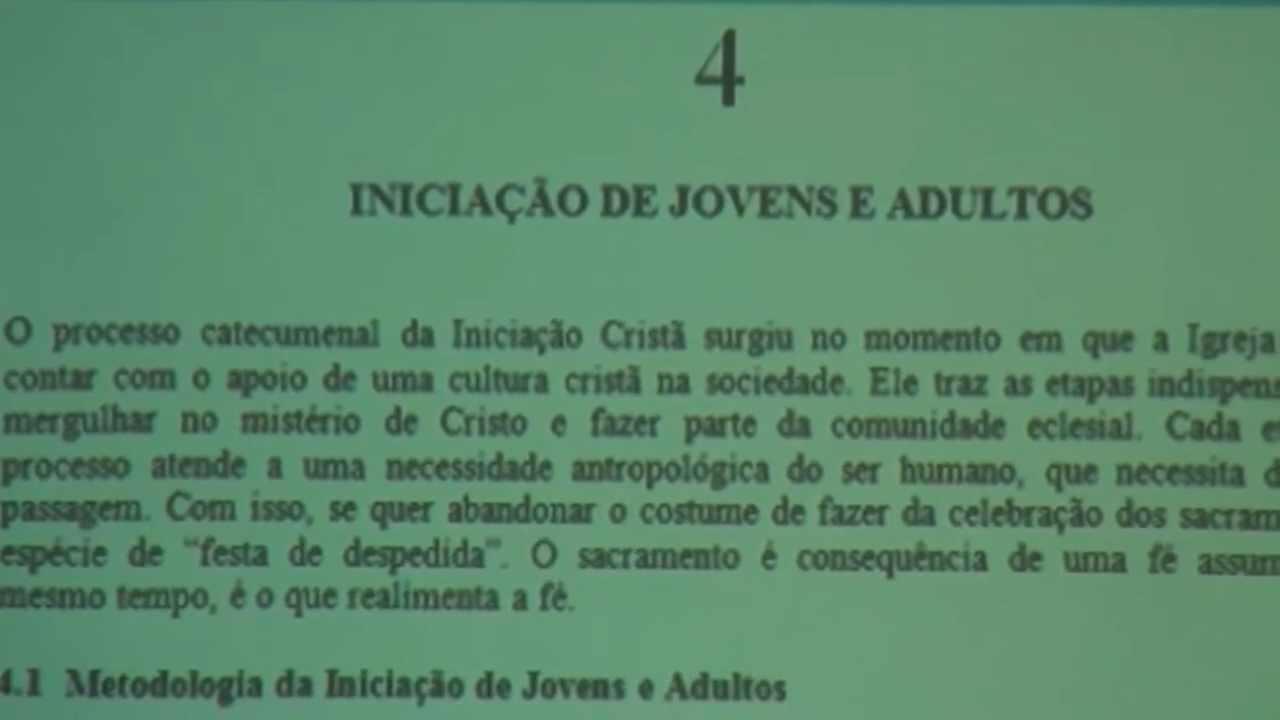 4
INICIAÇÃO DE JOVENS E ADULTOS
O processo catecumenal da Iniciação Cristã surgiu no momento em que a Igreja
contar com o apoio de uma cultura cristã na sociedade. Ele traz as etapas
mergulhar no mistério de Cristo e fazer parte da comunidade eclesial. Cada
processo atende a uma necessidade antropológica do ser humano, que necessita
passagem. Com isso, se quer abandonar o costume de fazer da celebração dos
espécie de “festa de despedida”. O sacramento é consequência de uma fé
mesmo tempo, é o que realimenta a fé.
4.1 Metodologia da Iniciação de Jovens e Adultos